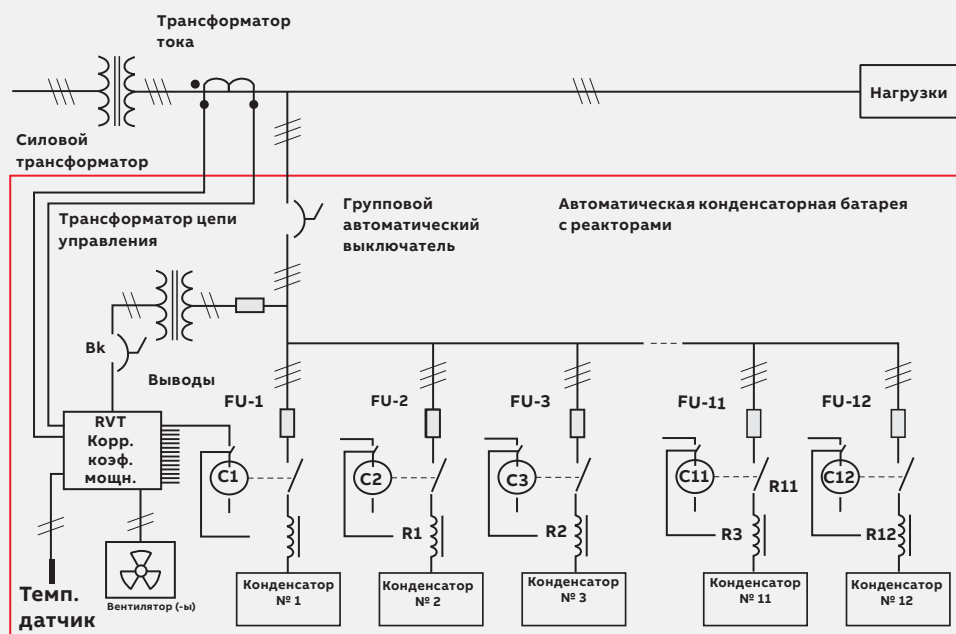 Трансформатор
тока
Нагрузки
Силовой
трансформатор
Трансформатор цепи
управления
Групповой
автоматический
выключатель
Автоматическая конденсаторная батарея
с реакторами
Bk
Выводы
FU-1
FU-2
FU-3
FU-11
FU-12
RVT
Корр.
коэф.
мощн.
C1
C2
C3
C11
C12
R11
R1
R2
R3
R12
Темп.
датчик
Вентилятор (-ы)
Конденсатор
№ 1
Конденсатор
№ 2
Конденсатор
№ 3
Конденсатор
№ 11
Конденсатор
№ 12